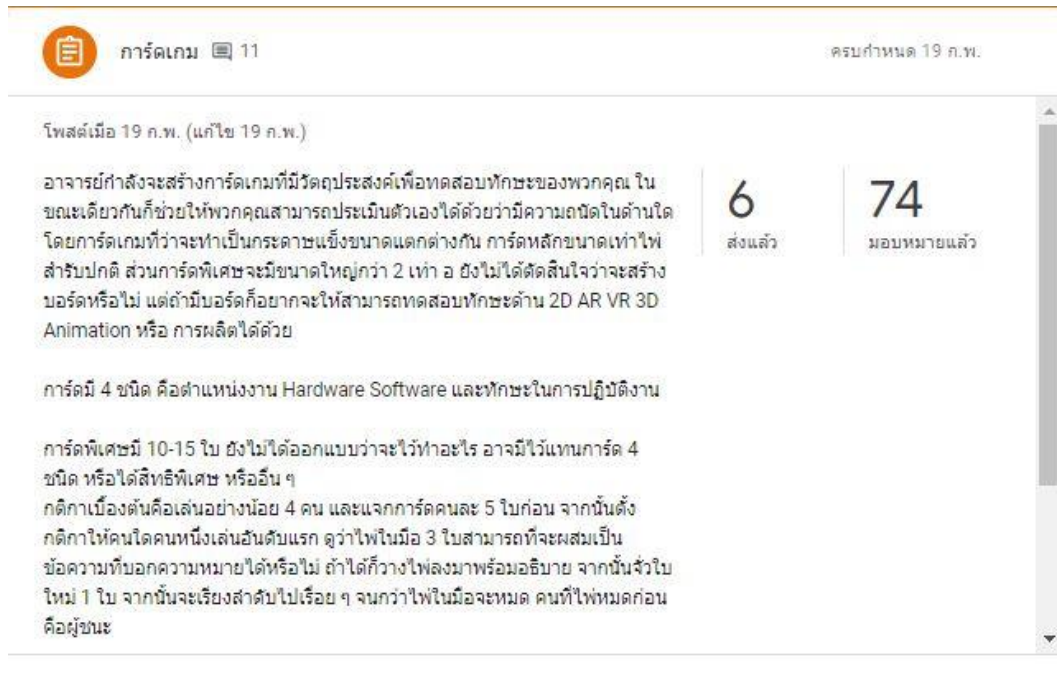 การ์ดเกม 11
ครบกำหนด 19 ก.พ.
โพสต์เมื่อ 19 ก.พ. (แก้ไข 19 ก.พ.)
อาจารย์กำลังจะสร้างการ์ดเกมที่มีวัตถุประสงค์เพื่อทดสอบทักษะของพวกคุณ ใน
ขณะเดียวกันก็ช่วยให้พวกคุณสามารถประเมินตัวเองได้ด้วยว่ามีความถนัดในด้านใด
โดยการ์ดเกมที่ว่าจะทำเป็นกระดาษแข็งขนาดแตกต่างกัน การ์ดหลักขนาดเท่าไพ่
สำรับปกติ ส่วนการ์ดพิเศษจะมีขนาดใหญ่กว่า 2 เท่า อ ยังไม่ได้ตัดสินใจว่าจะสร้าง
บอร์ดหรือไม่ แต่ถ้ามีบอร์ดก็อยากจะให้สามารถทดสอบทักษะด้าน 2D AR VR 3D
Animation หรือ การผลิตได้ด้วย
การ์ดมี 4 ชนิด คือตำแหน่งงาน Hardware Software และทักษะในการปฏิบัติงาน
การ์ดพิเศษมี 10-15 ใบ ยังไม่ได้ออกแบบว่าจะไว้ทำอะไร อาจมีไว้แทนการ์ด 4
ชนิด หรือได้สิทธิพิเศษ หรืออื่น ๆ
กติกาเบื้องต้นคือเล่นอย่างน้อย 4 คน และแจกการ์ดคนละ 5 ใบก่อน จากนั้นตั้ง
กติกาให้คนใดคนหนึ่งเล่นอันดับแรก ดูว่าไพ่ในมือ 3 ใบสามารถที่จะผสมเป็น
ข้อความที่บอกความหมายได้หรือไม่ ถ้าได้ก็วางไพ่ลงมาพร้อมอธิบาย จากนั้นจั่วใบ
ใหม่ 1 ใบ จากนั้นจะเรียงลำดับไปเรื่อย ๆ จนกว่าไพ่ในมือจะหมด คนที่ไพ่หมดก่อน
คือผู้ชนะ
6
ส่งแล้ว
74
มอบหมายแล้ว